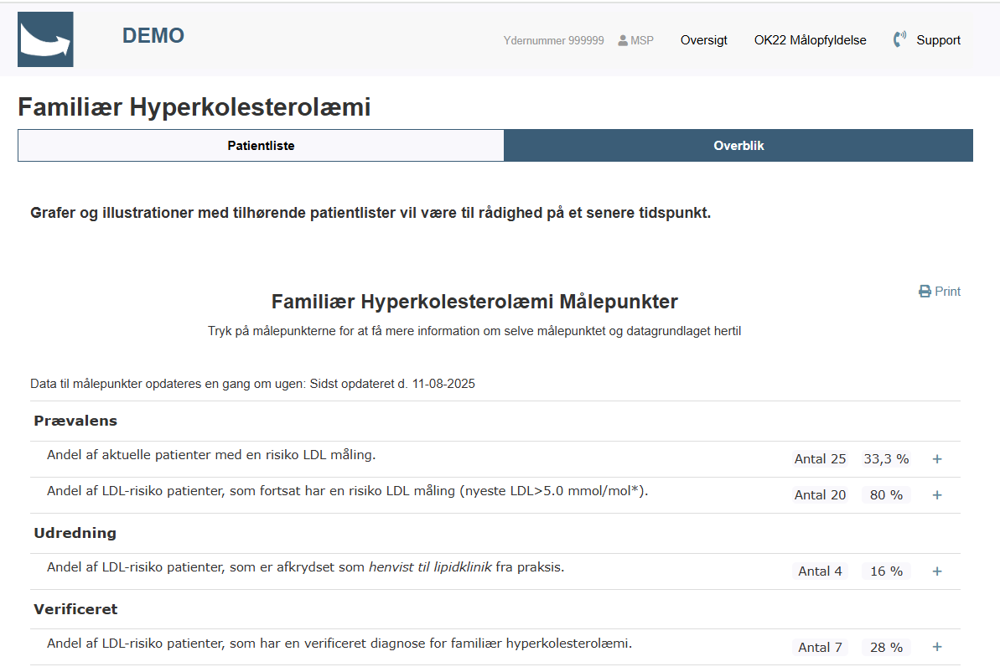 DEMO
Ydernummer 999999 MSP Oversigt OK22 Målopfyldelse Support
Familiær Hyperkolesterolæmi
Patientliste Overblik
Grafer og illustrationer med tilhørende patientlister vil være til rådighed på et senere tidspunkt.
Print
Familiær Hyperkolesterolæmi Målepunkter
Tryk på målepunkterne for at få mere information om selve målepunktet og datagrundlaget hertil
Data til målepunkter opdateres en gang om ugen: Sidst opdateret d. 11-08-2025
Prævalens
Andel af aktuelle patienter med en risiko LDL måling. Antal 25 33,3 % +
Andel af LDL-risiko patienter, som fortsat har en risiko LDL måling (nyeste LDL>5.0 mmol/mol*). Antal 20 80 % +
Udredning
Andel af LDL-risiko patienter, som er afkrydset som henvist til lipidklinik fra praksis. Antal 4 16 % +
Verificeret
Andel af LDL-risiko patienter, som har en verificeret diagnose for familiær hyperkolesterolæmi. Antal 7 28 % +